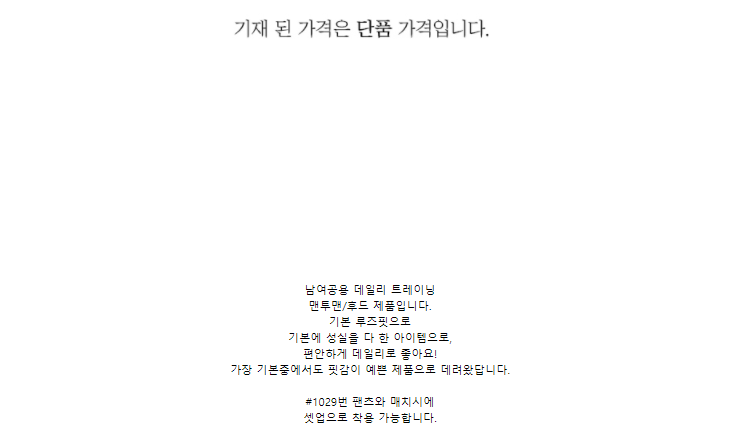 기재 된 가격은 단품 가격입니다.
남여공용 데일리 트레이닝
맨투맨/후드 제품입니다.
기본 루즈핏으로
기본에 성실을 다 한 아이템으로,
편안하게 데일리로 좋아요!
가장 기본중에서도 핏감이 예쁜 제품으로 데려왔답니다.
#1029번 팬츠와 매치시에
셋업으로 착용 가능합니다.